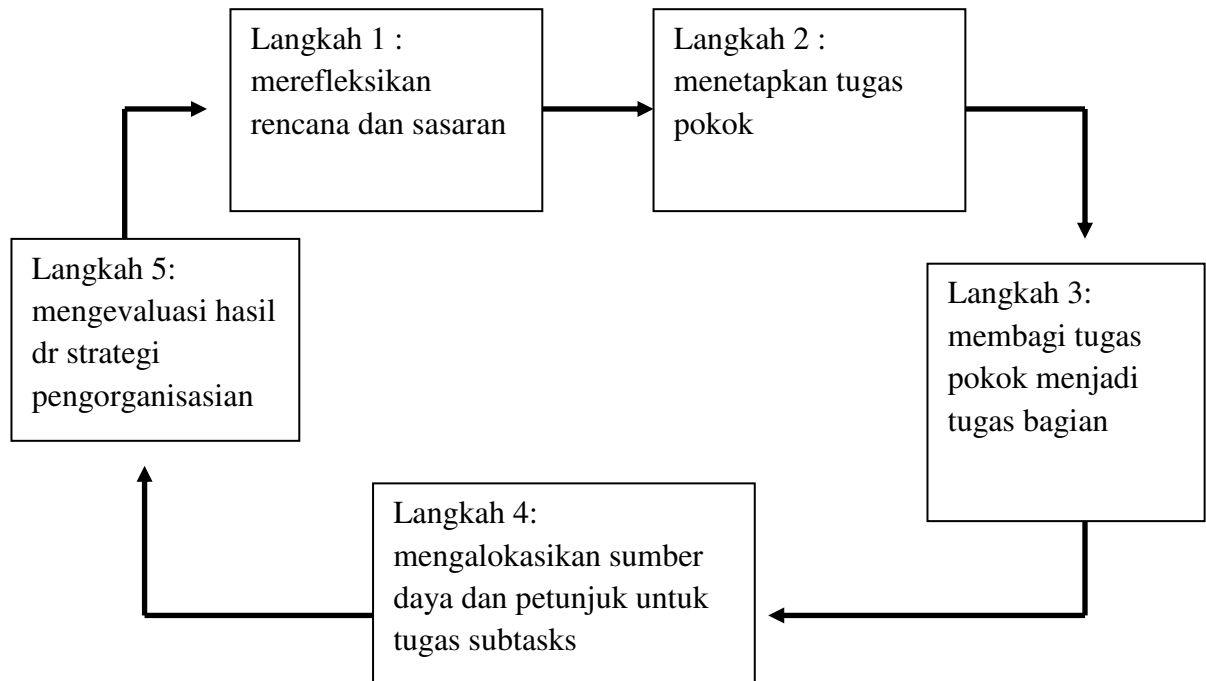 Langkah 1 :
merefleksikan
rencana dan sasaran
Langkah 2 :
menetapkan tugas
pokok
Langkah 3:
membagi tugas
pokok menjadi
tugas bagian
Langkah 4:
mengalokasikan sumber
daya dan petunjuk untuk
tugas subtasks
Langkah 5:
mengevaluasi hasil
dr strategi
pengorganisasian